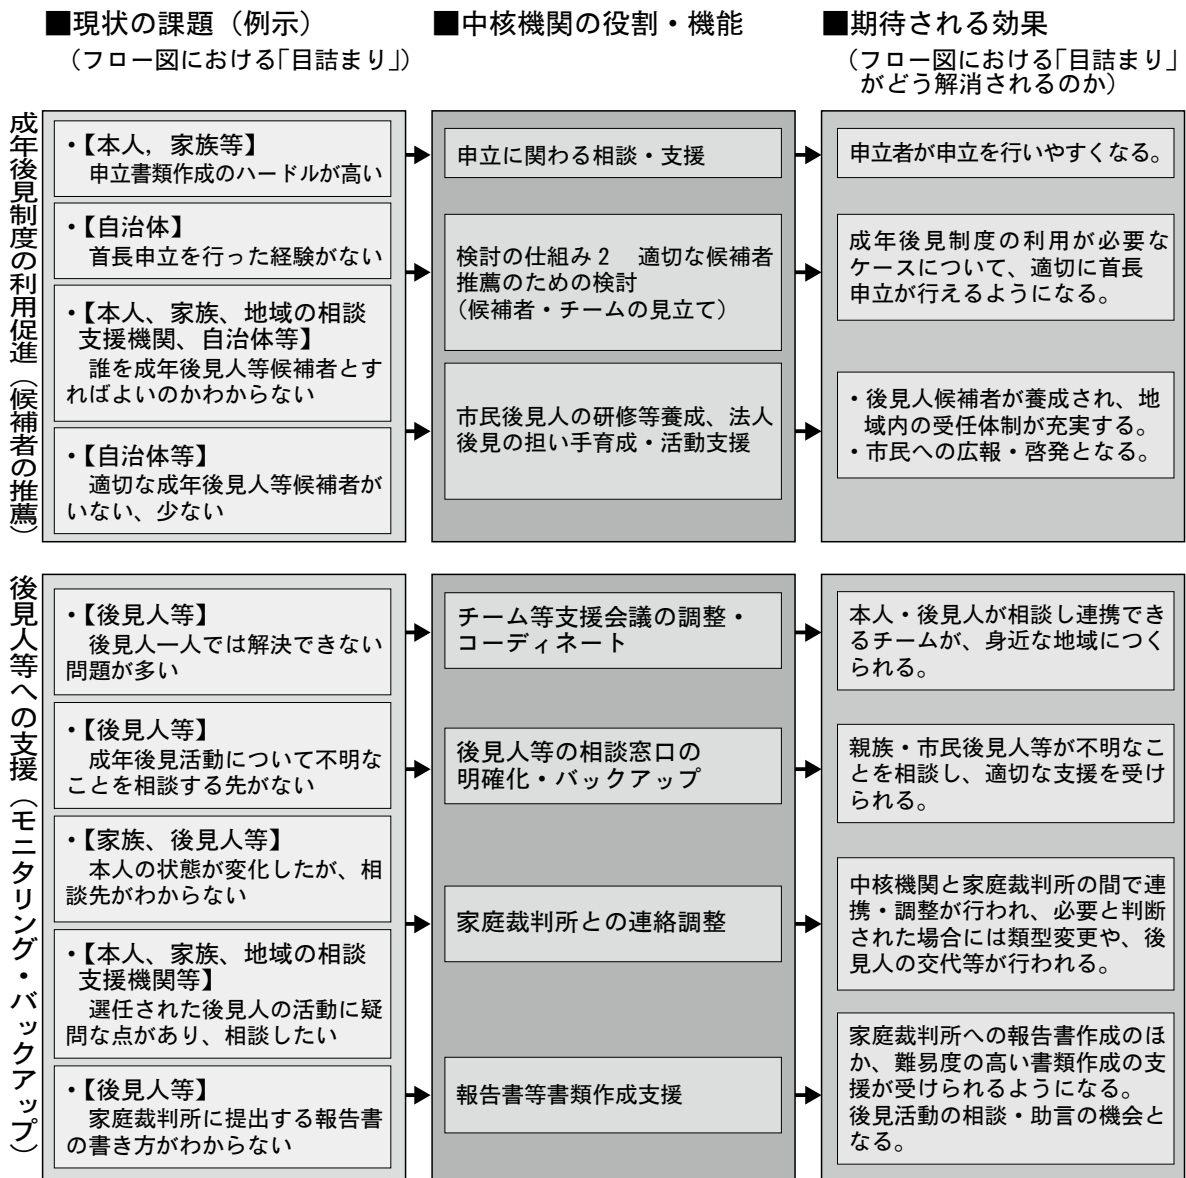 ■現状の課題（例示）
（フロー図における「目詰まり」）
■中核機関の役割・機能
■期待される効果
（フロー図における「目詰まり」
がどう解消されるのか）
成年後見制度の利用促進（候補者の推薦）
・【本人，家族等】
申立書類作成のハードルが高い
・【自治体】
首長申立を行った経験がない
・【本人、家族、地域の相談
支援機関、自治体等】
誰を成年後見人等候補者とす
ればよいのかわからない
・【自治体等】
適切な成年後見人等候補者が
いない、少ない
申立に関わる相談・支援
検討の仕組み２　適切な候補者
推薦のための検討
（候補者・チームの見立て）
市民後見人の研修等養成、法人
後見の担い手育成・活動支援
申立者が申立を行いやすくなる。
成年後見制度の利用が必要な
ケースについて、適切に首長
申立が行えるようになる。
・後見人候補者が養成され、地
域内の受任体制が充実する。
・市民への広報・啓発となる。
後見人等への支援（モニタリング・バックアップ）
・【後見人等】
後見人一人では解決できない
問題が多い
・【後見人等】
成年後見活動について不明な
ことを相談する先がない
・【家族、後見人等】
本人の状態が変化したが、相
談先がわからない
・【本人、家族、地域の相談
支援機関等】
選任された後見人の活動に疑
問な点があり、相談したい
・【後見人等】
家庭裁判所に提出する報告書
の書き方がわからない
チーム等支援会議の調整・
コーディネート
後見人等の相談窓口の
明確化・バックアップ
家庭裁判所との連絡調整
報告書等書類作成支援
本人・後見人が相談し連携でき
るチームが、身近な地域につく
られる。
親族・市民後見人等が不明なこ
とを相談し、適切な支援を受け
られる。
中核機関と家庭裁判所の間で連
携・調整が行われ、必要と判断
された場合には類型変更や、後
見人の交代等が行われる。
家庭裁判所への報告書作成のほ
か、難易度の高い書類作成の支
援が受けられるようになる。
後見活動の相談・助言の機会と
なる。